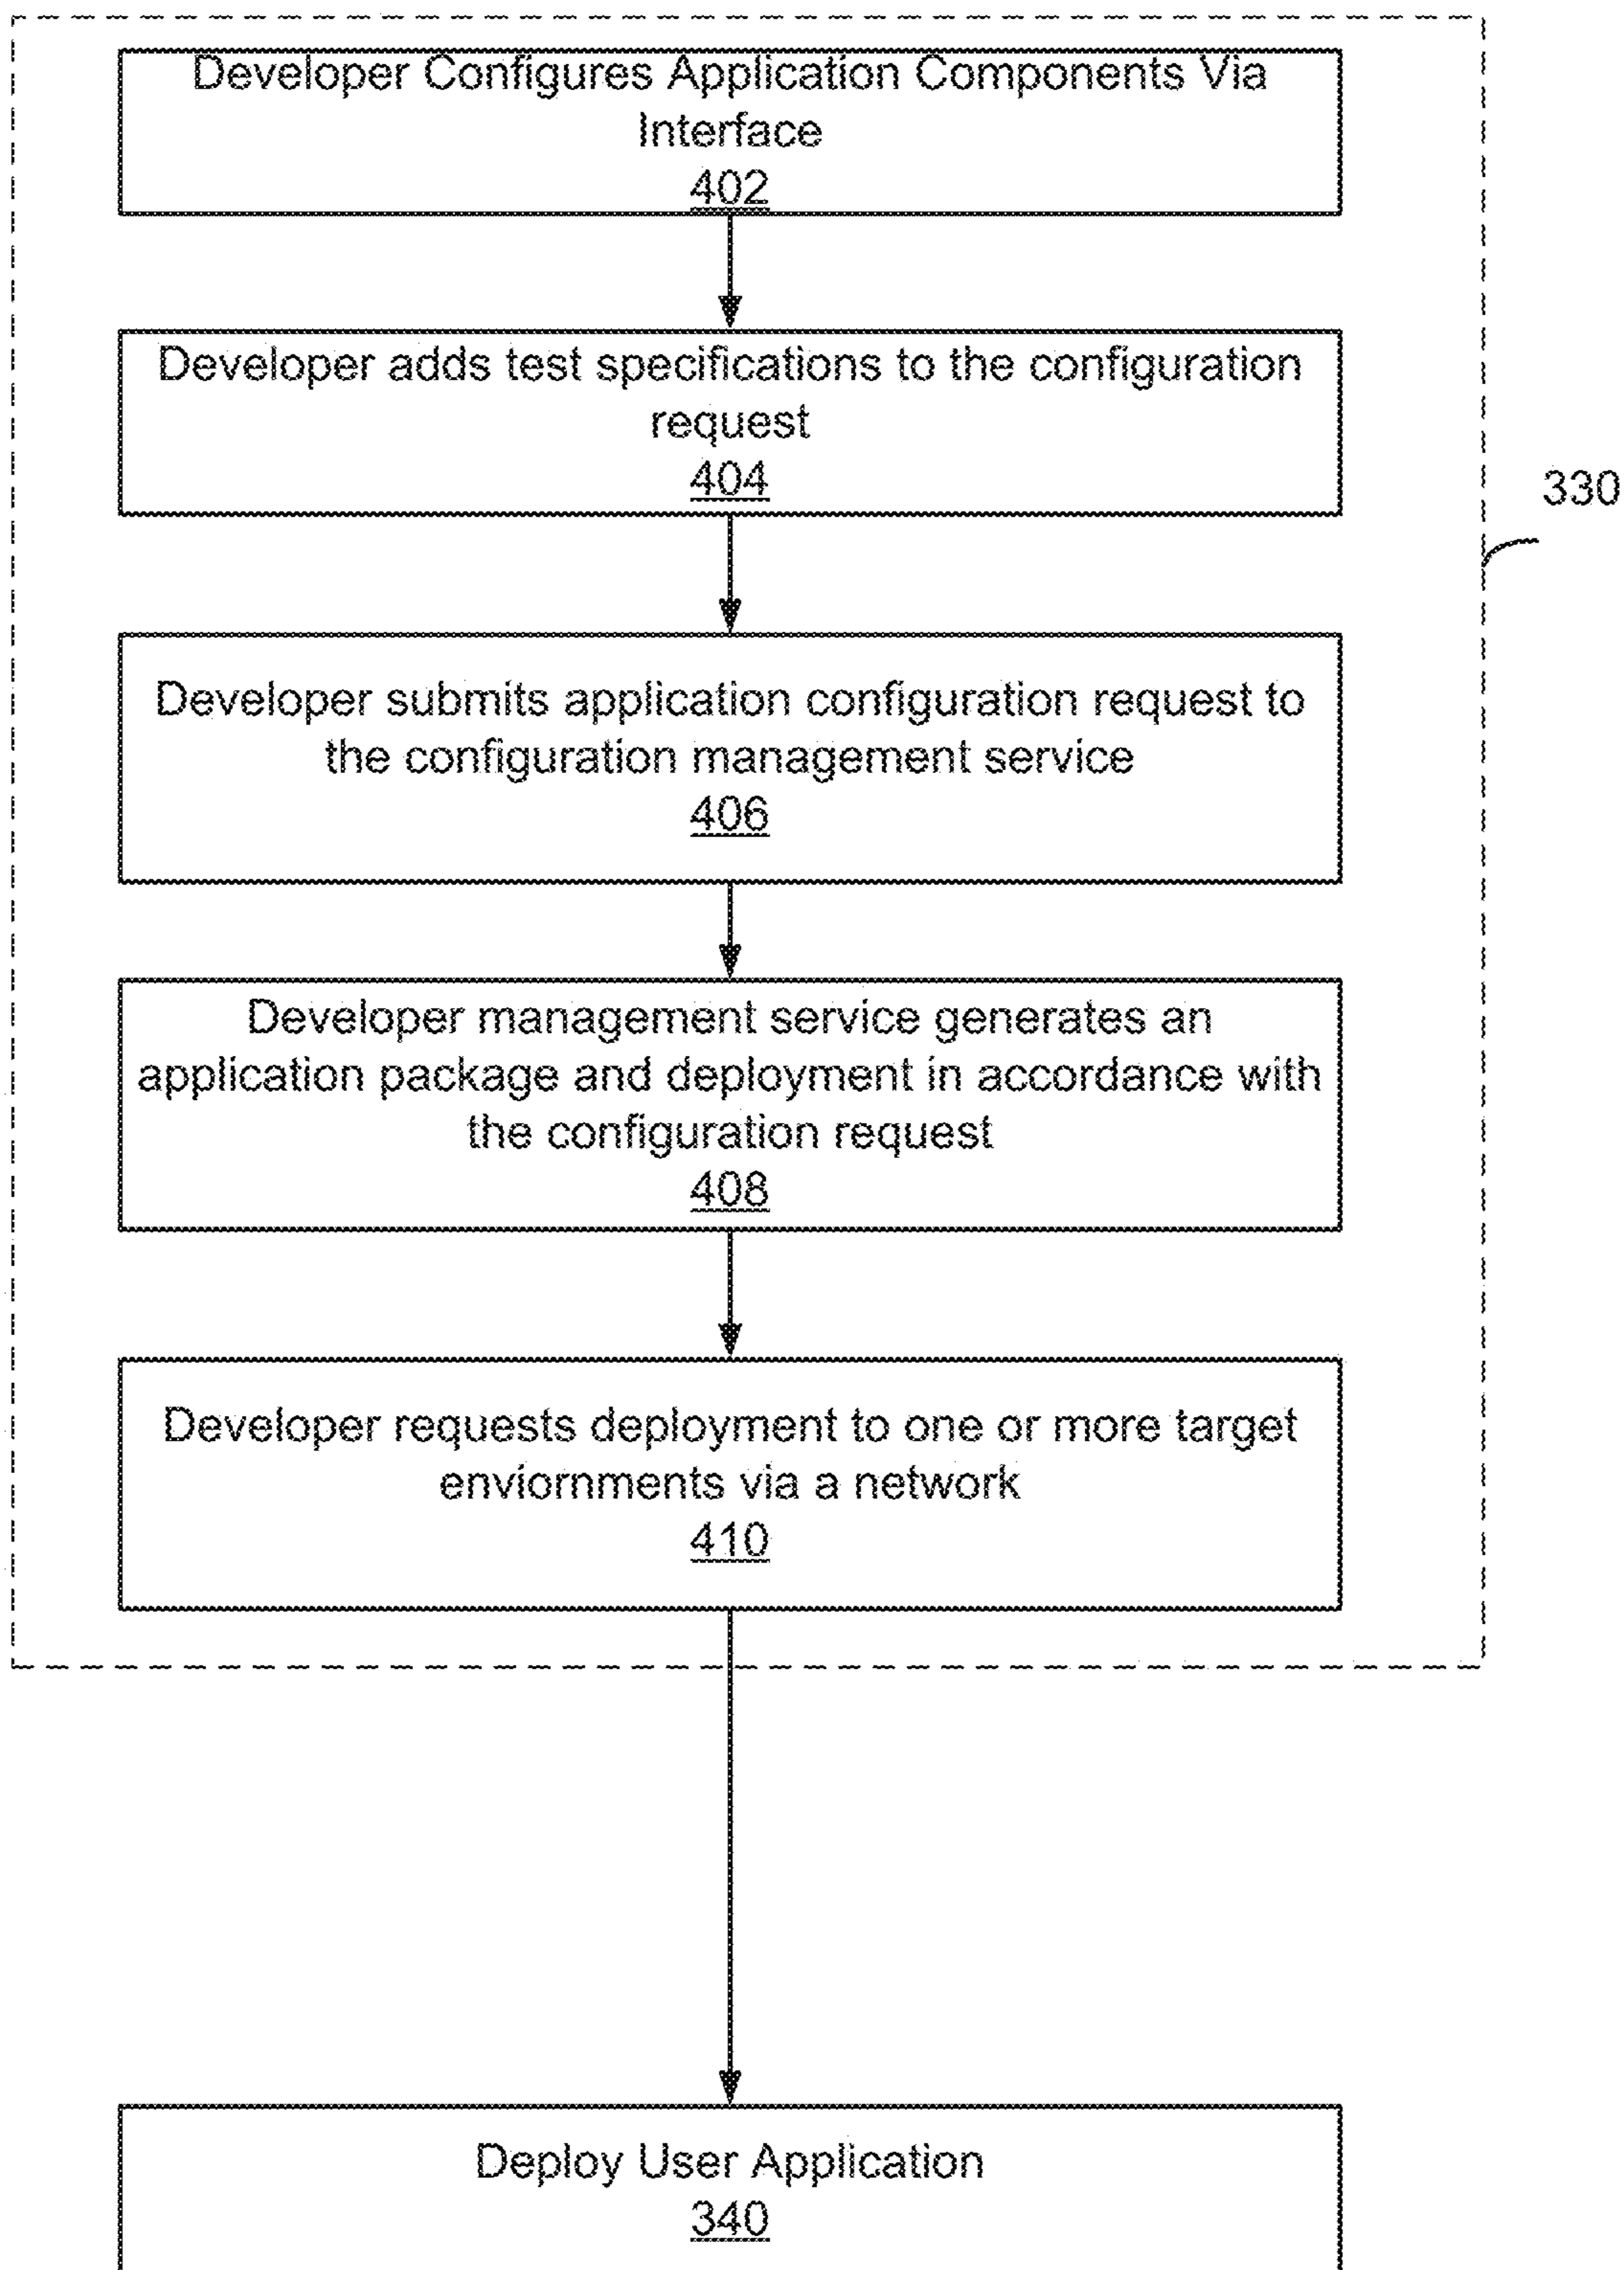 Developer Configures Application Components Via
Interface
402
Developer adds test specifications to the configuration
request
404
330
Developer submits application configuration request to
the configuration management service
406
Developer management service generates an
application package and deployment in accordance with
the configuration request
408
Developer requests deployment to one or more target
enviornments via a network
410
Deploy User Application
340